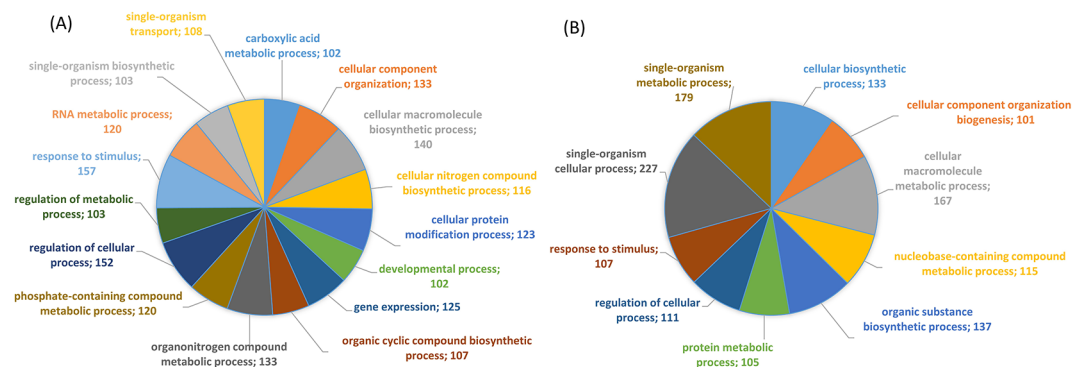 (A)
single-organism
transport; 108
carboxylic acid
metabolic process; 102
cellular component
organization; 133
cellular macromolecule
biosynthetic process;
140
cellular nitrogen compound
biosynthetic process; 116
cellular protein
modification process; 123
developmental process;
102
gene expression; 125
organic cyclic compound biosynthetic
process; 107
organonitrogen compound
metabolic process; 133
phosphate-containing compound
metabolic process; 120
regulation of cellular
process; 152
regulation of metabolic
process; 103
response to stimulus;
157
RNA metabolic process;
120
single-organism biosynthetic
process; 103
(B)
single-organism
metabolic process;
179
cellular biosynthetic
process; 133
cellular component organization
biogenesis; 101
cellular
macromolecule
metabolic process;
167
nucleobase-containing compound
metabolic process; 115
organic substance
biosynthetic process; 137
protein metabolic
process; 105
regulation of cellular
process; 111
response to stimulus;
107
single-organism
cellular process; 227